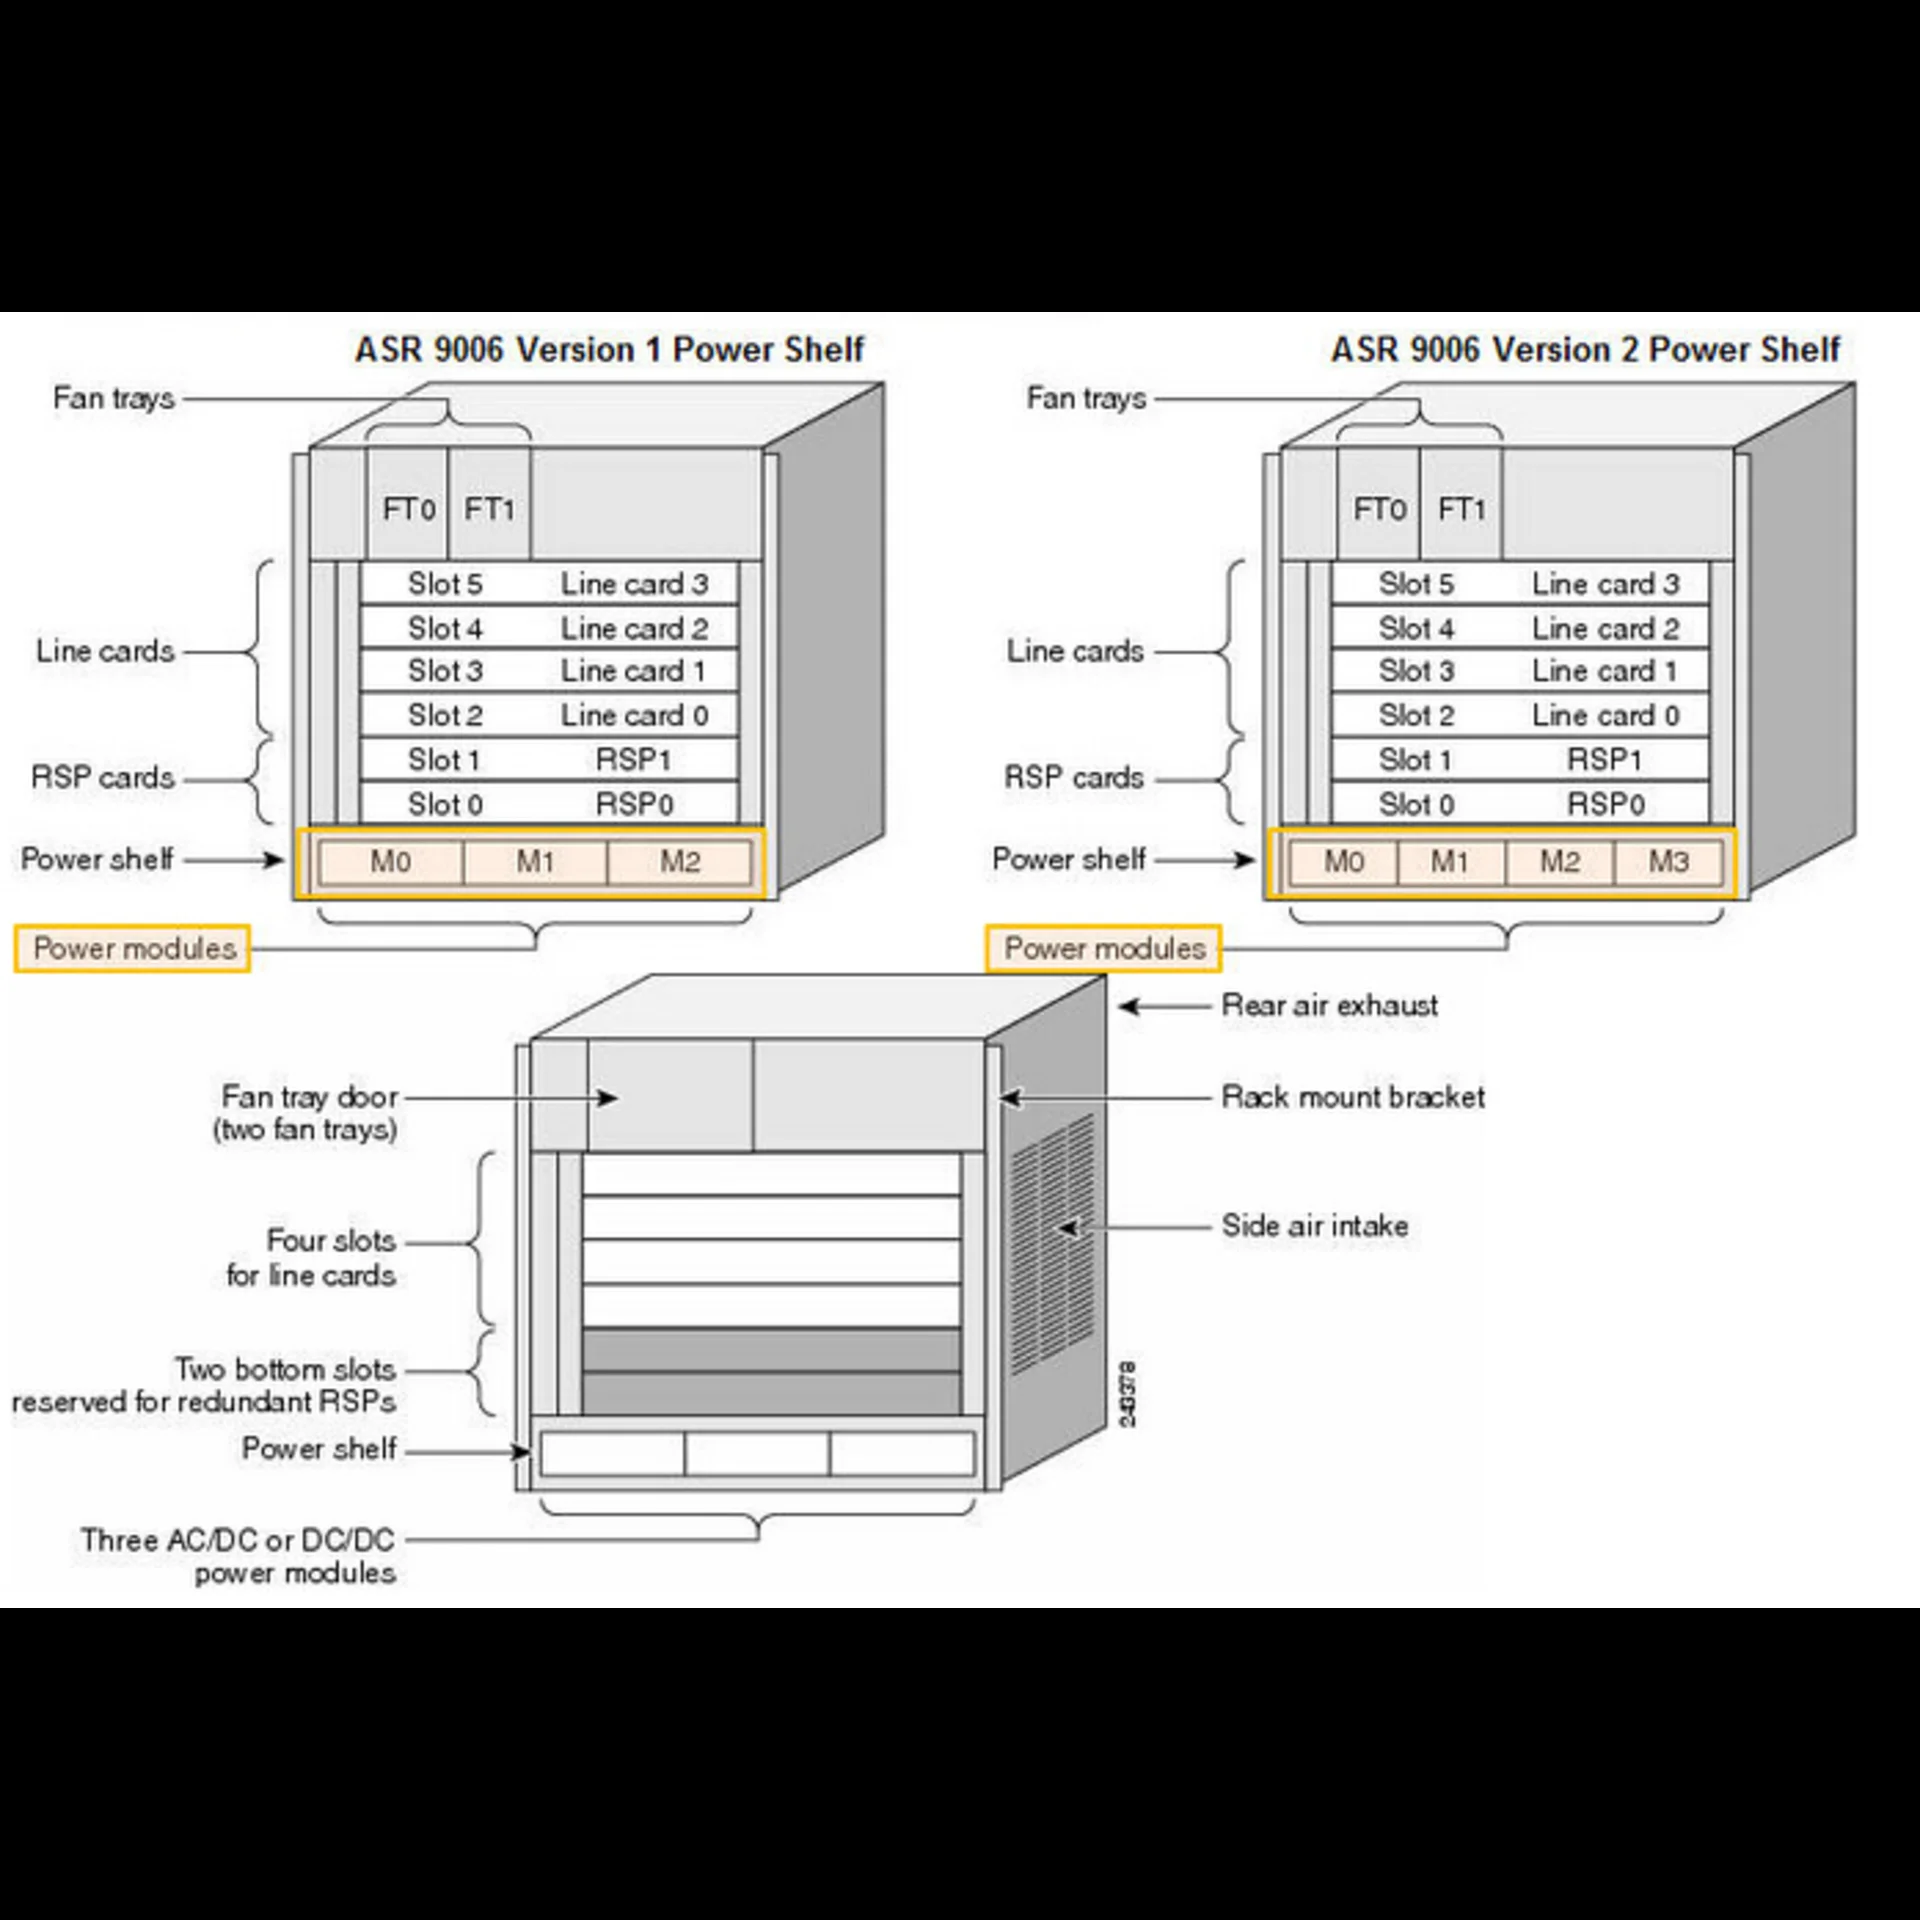 ASR 9006 Version 1 Power Shelf
Fan trays
FT0 FT1
Slot 5 Line card 3
Slot 4 Line card 2
Slot 3 Line card 1
Slot 2 Line card 0
Slot 1 RSP1
Slot 0 RSP0
Line cards
RSP cards
Power shelf
M0 M1 M2
Power modules
ASR 9006 Version 2 Power Shelf
Fan trays
FT0 FT1
Slot 5 Line card 3
Slot 4 Line card 2
Slot 3 Line card 1
Slot 2 Line card 0
Slot 1 RSP1
Slot 0 RSP0
Line cards
RSP cards
Power shelf
M0 M1 M2 M3
Power modules
Rear air exhaust
Fan tray door
(two fan trays)
Rack mount bracket
Four slots
for line cards
Side air intake
Two bottom slots
reserved for redundant RSPs
Power shelf
243378
Three AC/DC or DC/DC
power modules